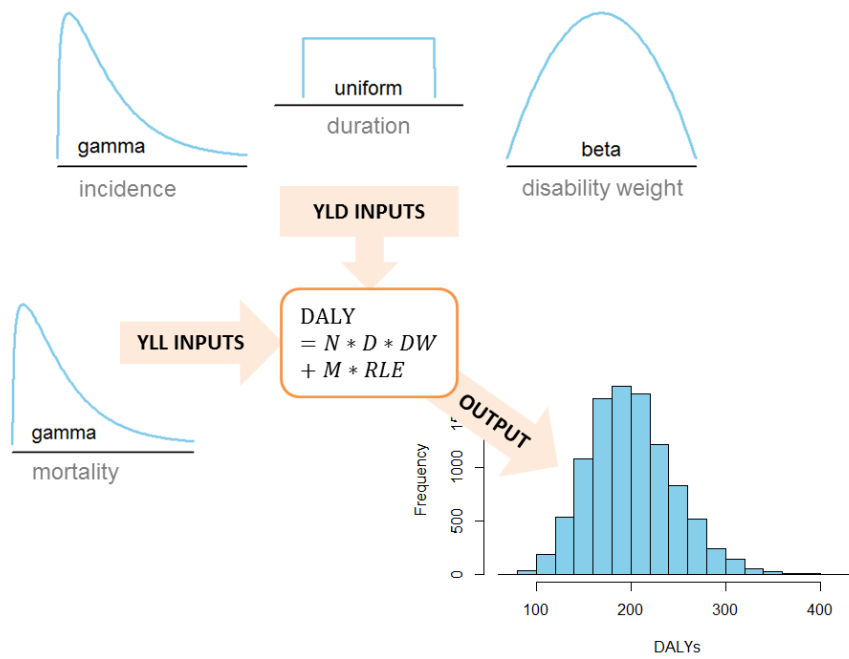 gamma
incidence
uniform
duration
beta
disability weight
YLD INPUTS
YLL INPUTS
DALY
= N ∗ D ∗ DW
+ M ∗ RLE
gamma
mortality
OUTPUT
Frequency
1000
500
0
100 200 300 400
DALYs